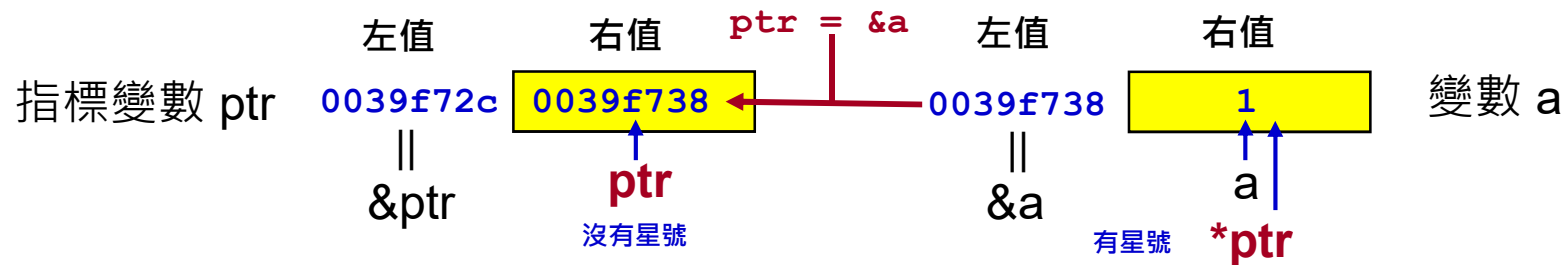 左值 右值 ptr = &a 左值 右值
指標變數 ptr 0039f72c 0039f738 0039f738 1 變數 a
|| ||
&ptr ptr &a a
沒有星號 有星號 *ptr